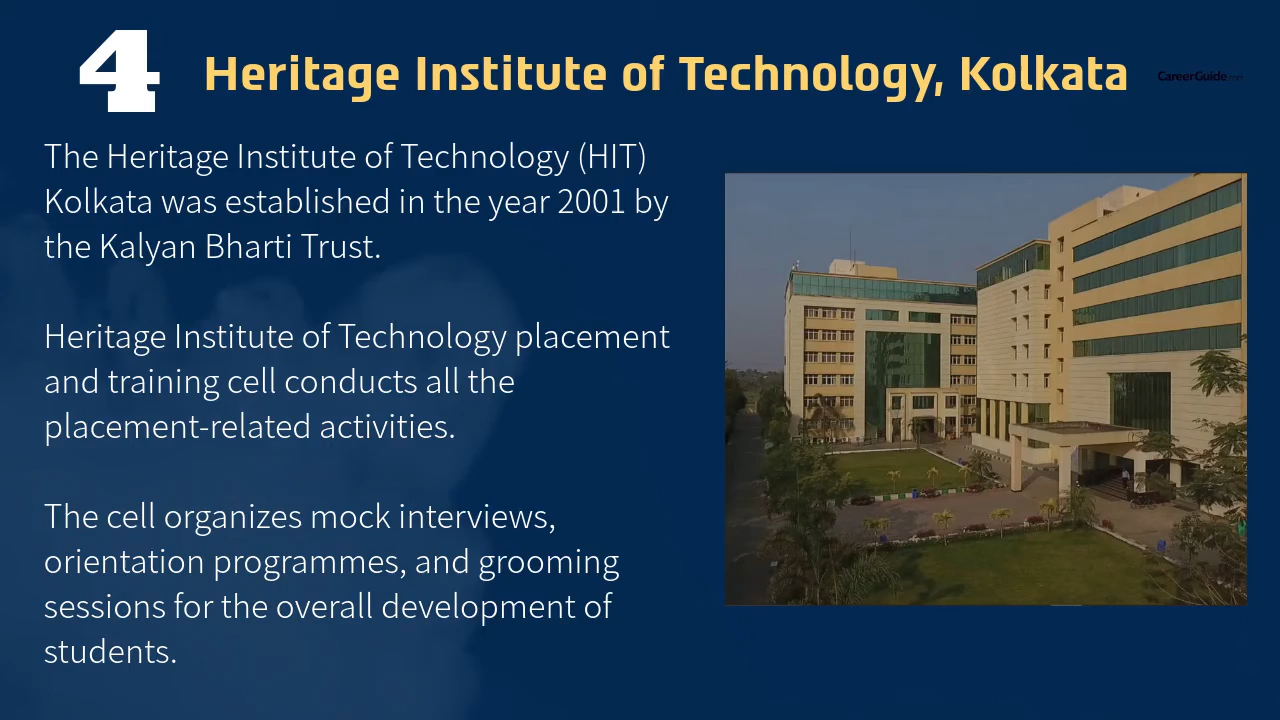 4
Heritage Institute of Technology, Kolkata
CareerGuide
The Heritage Institute of Technology (HIT)
Kolkata was established in the year 2001 by
the Kalyan Bharti Trust.
Heritage Institute of Technology placement
and training cell conducts all the
placement-related activities.
The cell organizes mock interviews,
orientation programmes, and grooming
sessions for the overall development of
students.